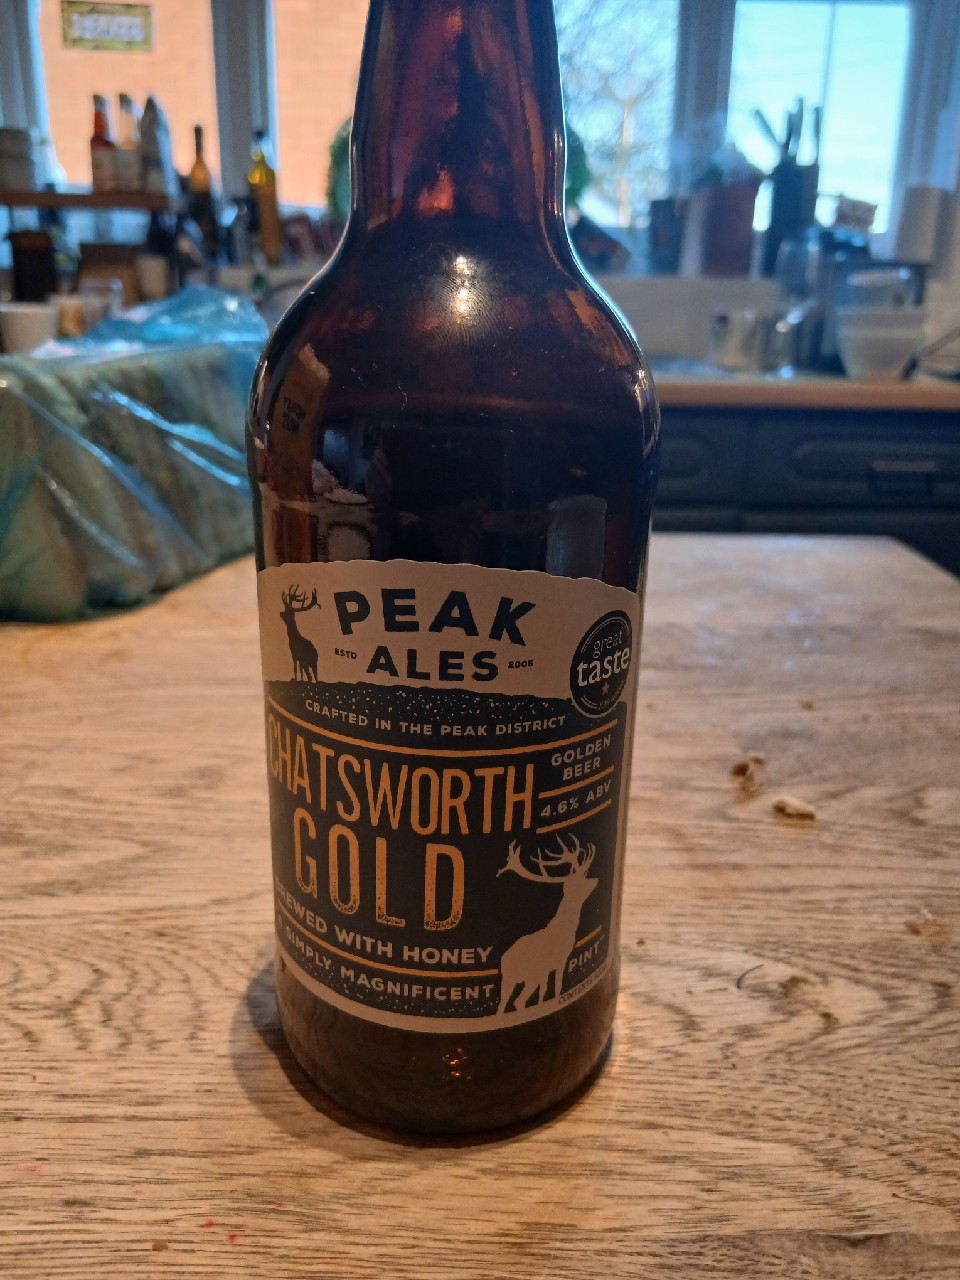 PEAK
ESTD ALES 2005
great
taste
CRAFTED IN THE PEAK DISTRICT
CHATSWORTH
GOLD
GOLDEN
BEER
4.6% ABV
BREWED WITH HONEY
SIMPLY MAGNIFICENT
PINT